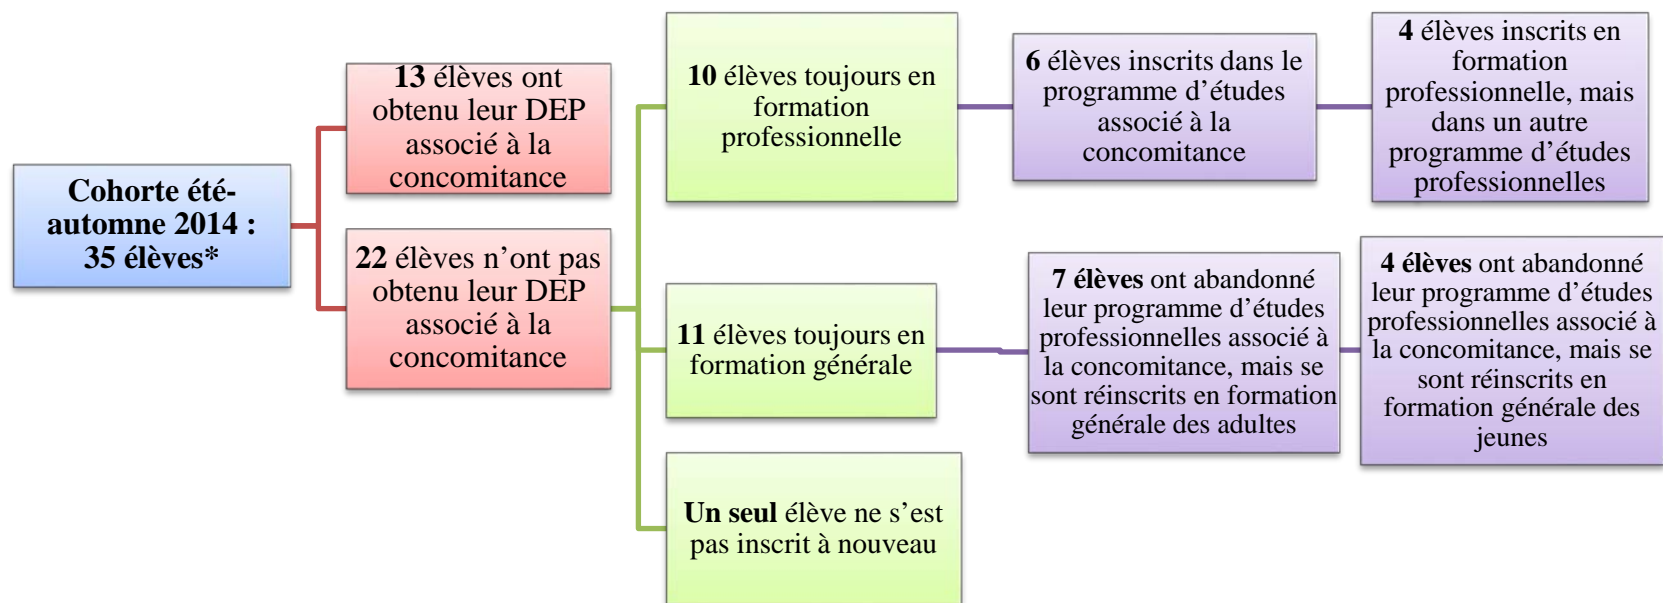 Cohorte été-
automne 2014 :
35 élèves*
13 élèves ont
obtenu leur DEP
associé à la
concomitance
22 élèves n’ont pas
obtenu leur DEP
associé à la
concomitance
10 élèves toujours en
formation
professionnelle
6 élèves inscrits dans le
programme d’études
associé à la
concomitance
4 élèves inscrits en
formation
professionnelle, mais
dans un autre
programme d’études
professionnelles
11 élèves toujours en
formation générale
7 élèves ont abandonné
leur programme d’études
professionnelles associé à
la concomitance, mais se
sont réinscrits en formation
générale des adultes
4 élèves ont abandonné
leur programme d’études
professionnelles associé à
la concomitance, mais se
sont réinscrits en
formation générale des
jeunes
Un seul élève ne s’est
pas inscrit à nouveau